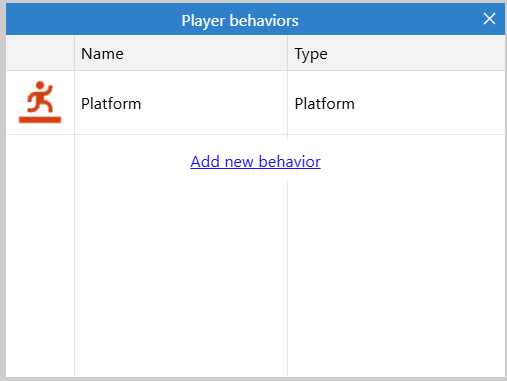 Player behaviors
Name Type
Platform Platform
Add new behavior